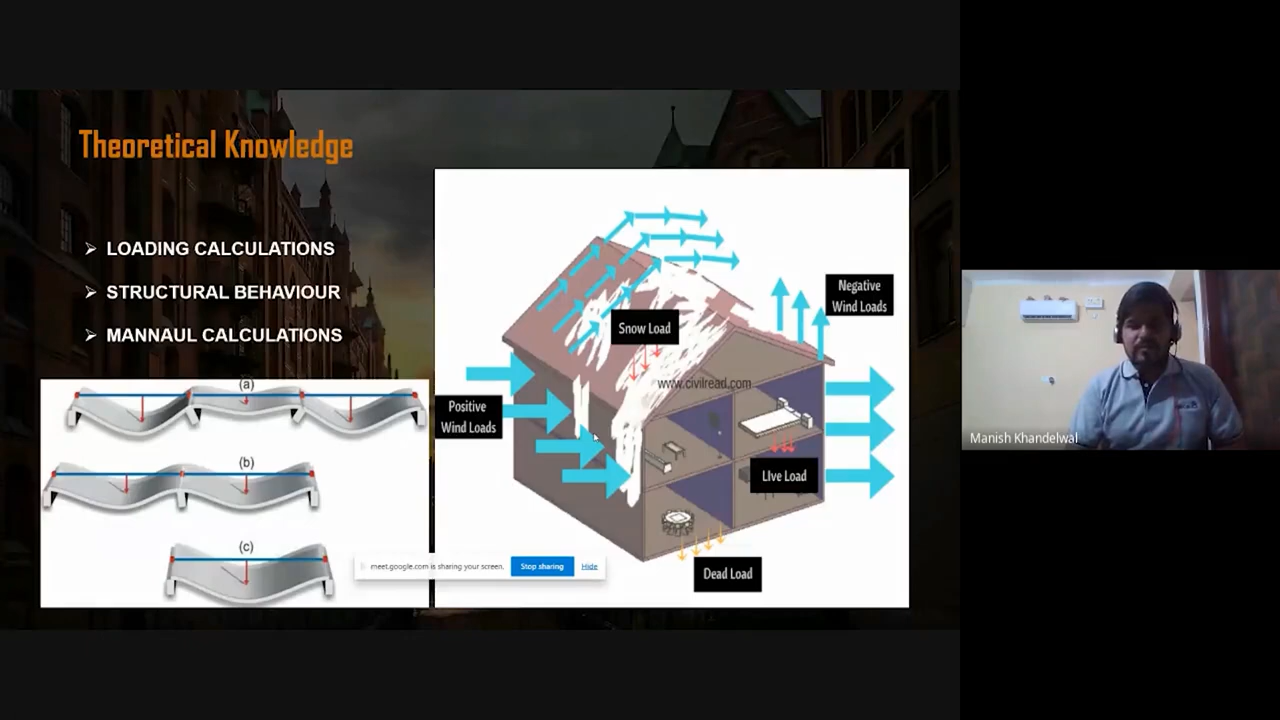 Theoretical Knowledge
➢ LOADING CALCULATIONS
➢ STRUCTURAL BEHAVIOUR
➢ MANNAUL CALCULATIONS
(a)
(b)
(c)
Negative
Wind Loads
Snow Load
www.civilread.com
Positive
Wind Loads
LIve Load
Dead Load
meet.google.com is sharing your screen.
Stop sharing
Hide
Manish Khandelwal